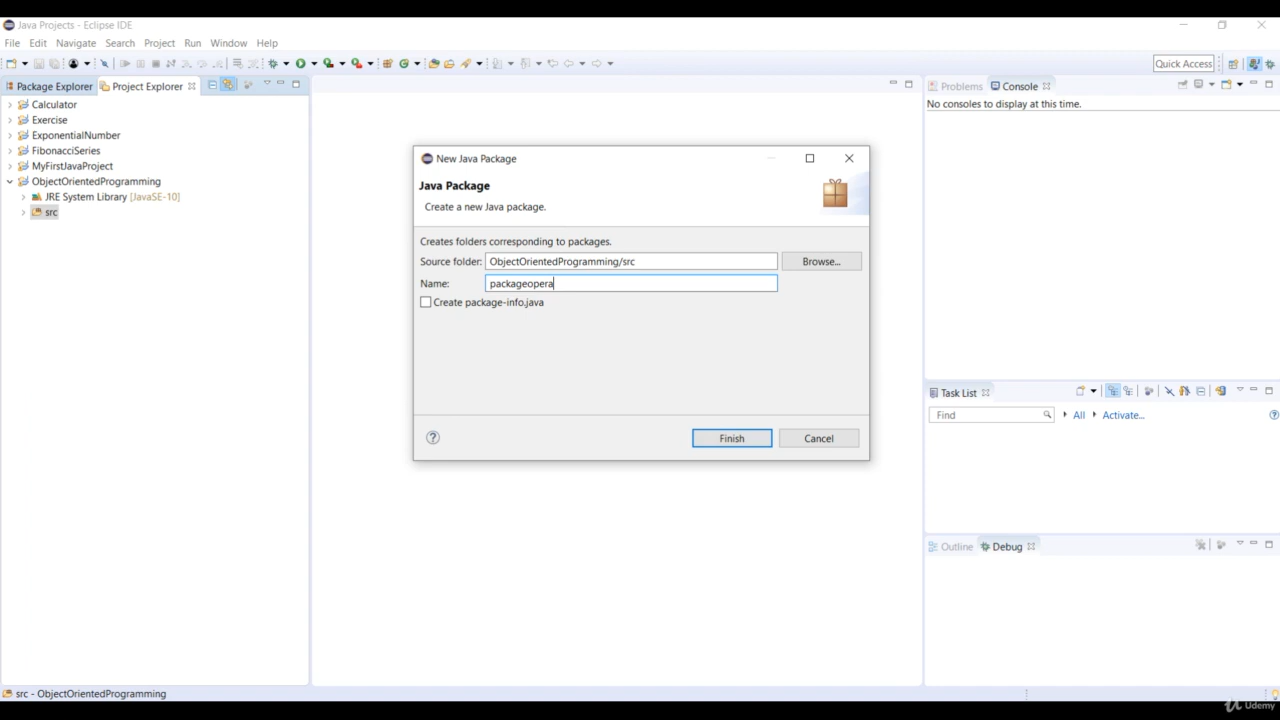 Java Projects - Eclipse IDE
File Edit Navigate Search Project Run Window Help
Quick Access
Package Explorer Project Explorer
Problems Console
Calculator
No consoles to display at this time.
Exercise
ExponentialNumber
FibonacciSeries
MyFirstJavaProject
ObjectOrientedProgramming
JRE System Library [JavaSE-10]
src
New Java Package
Java Package
Create a new Java package.
Creates folders corresponding to packages.
Source folder: ObjectOrientedProgramming/src Browse...
Name: packageopera
Create package-info.java
Finish Cancel
Task List
Find All Activate...
Outline Debug
src - ObjectOrientedProgramming
Udemy